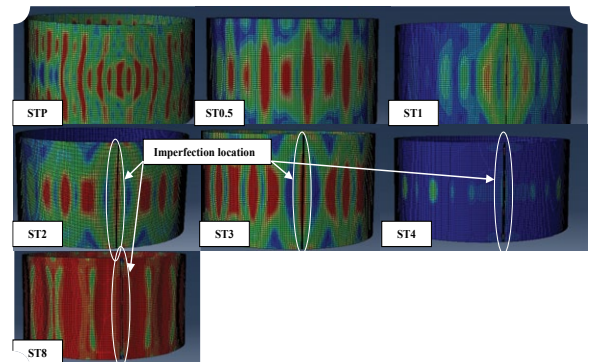 STP
ST0.5
ST1
Imperfection location
ST2
ST3
ST4
ST8